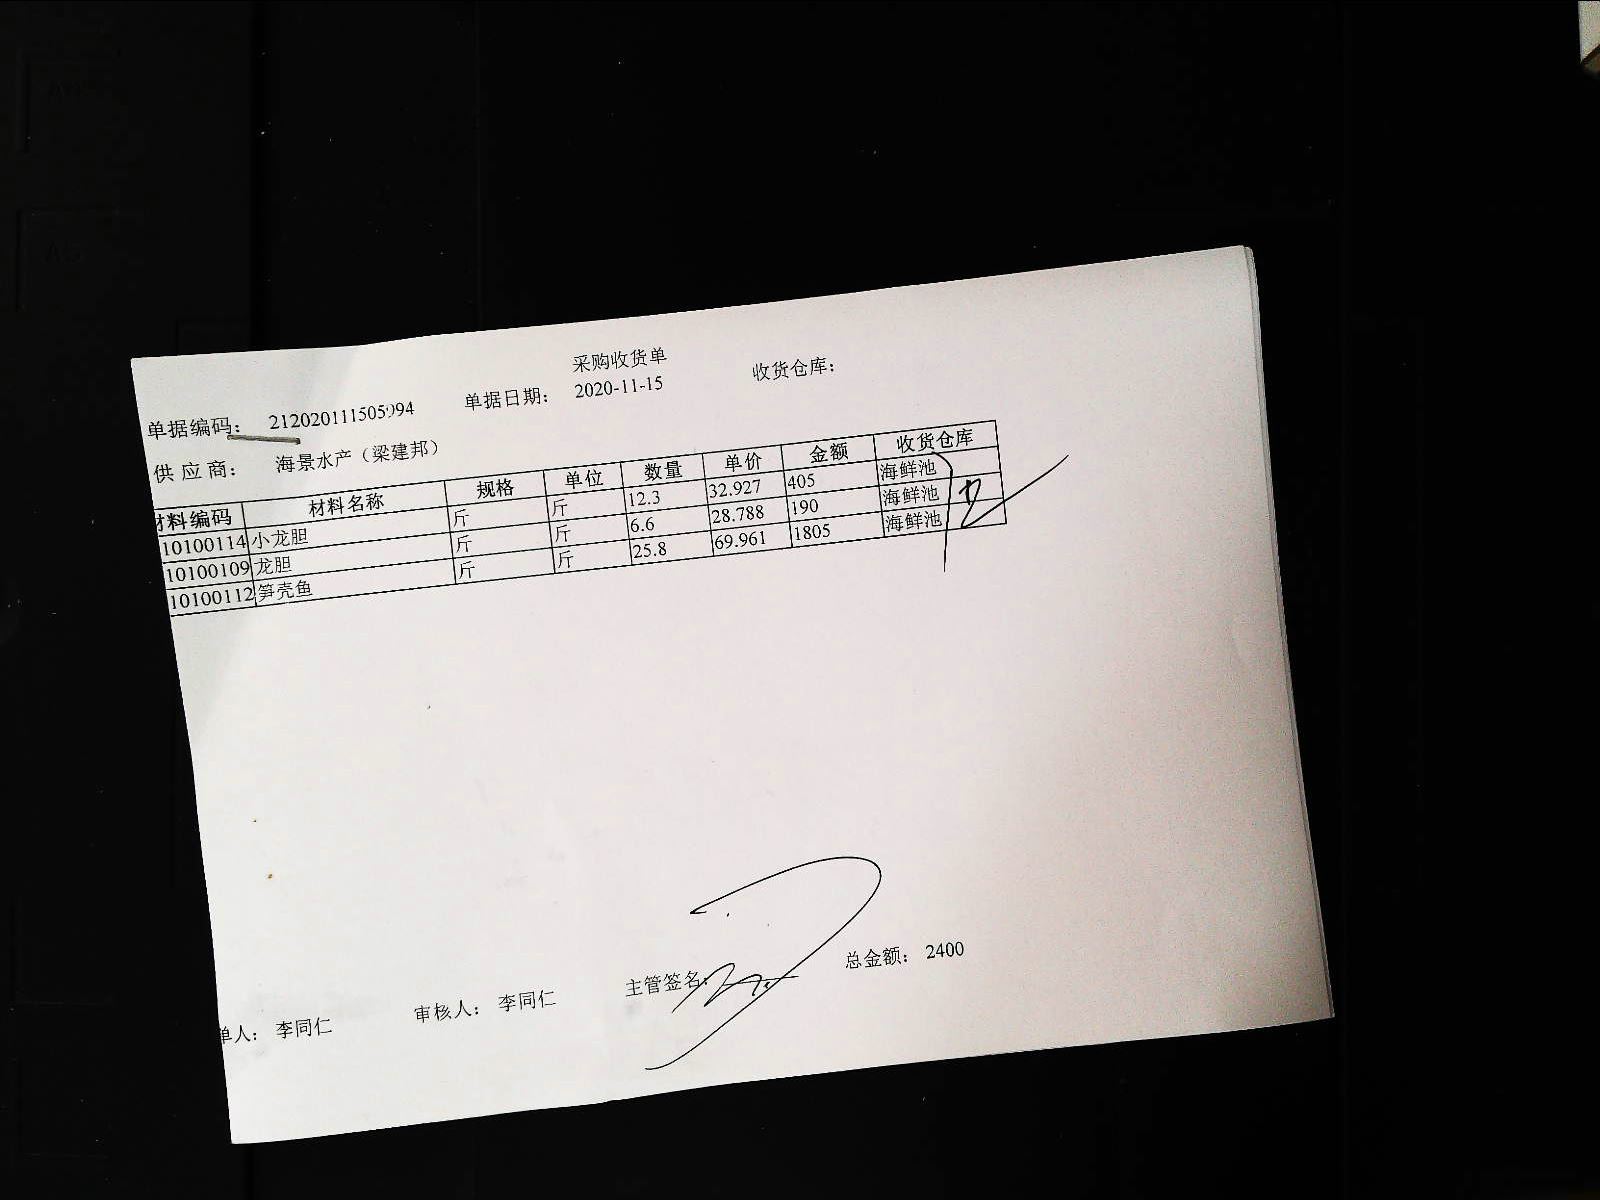 采购收货单
单据编码: 212020111505994 单据日期: 2020-11-15 收货仓库:
供应商: 海景水产（梁建邦）
材料编码 材料名称 规格 单位 数量 单价 金额 收货仓库
10100114 小龙胆 斤 斤 12.3 32.927 405 海鲜池
10100109 龙胆 斤 斤 6.6 28.788 190 海鲜池
10100112 笋壳鱼 斤 斤 25.8 69.961 1805 海鲜池
单人: 李同仁 审核人: 李同仁 主管签名: 总金额: 2400